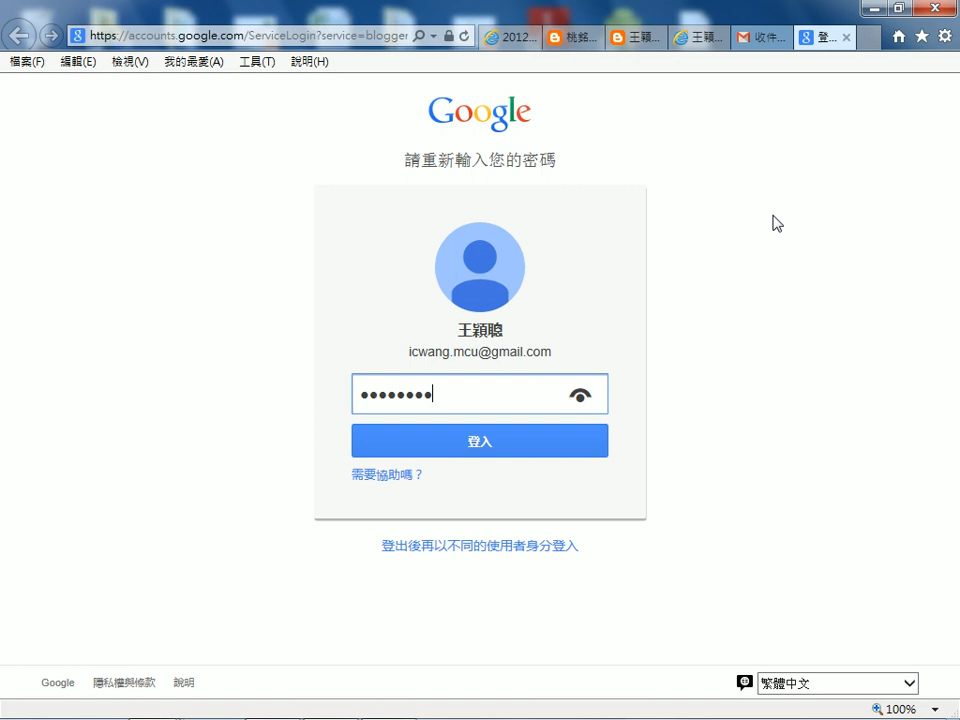 https://accounts.google.com/ServiceLogin?service=blogger
2012...
桃銘...
王穎...
王穎...
收件...
登...
檔案(F) 編輯(E) 檢視(V) 我的最愛(A) 工具(T) 說明(H)
Google
請重新輸入您的密碼
王穎聰
icwang.mcu@gmail.com
登入
需要協助嗎？
登出後再以不同的使用者身分登入
Google 隱私權與條款 說明
繁體中文
100%